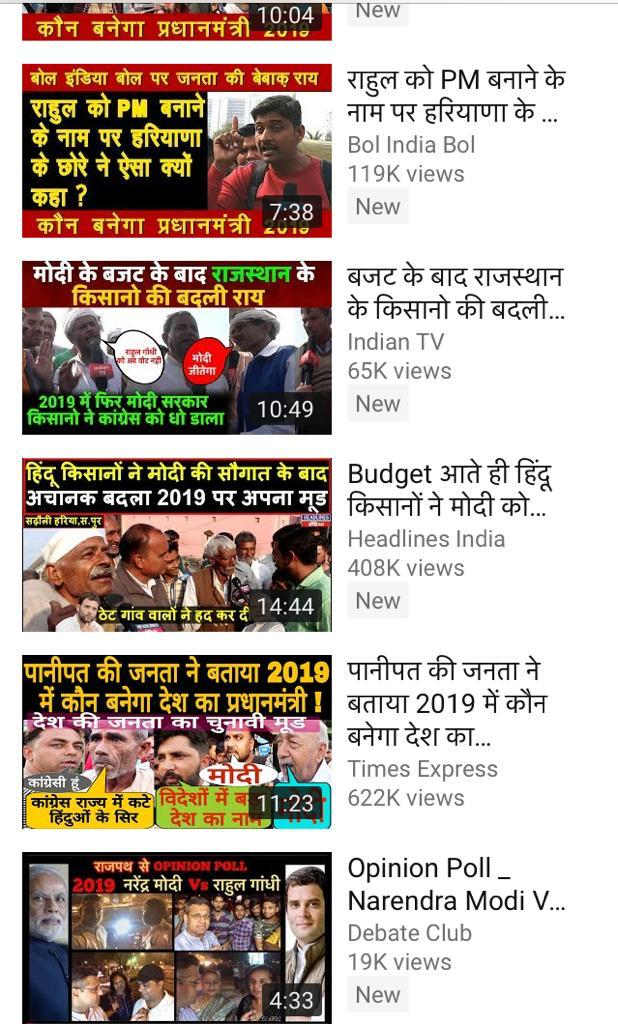 कौन बनेगा प्रधानमंत्री 2019
10:04
New
बोल इंडिया बोल पर जनता की बेबाक़ राय
राहुल को PM बनाने
के नाम पर हरियाणा
के छोरे ने ऐसा क्यों
कहा ?
7:38
कौन बनेगा प्रधानमंत्री 2019
राहुल को PM बनाने के
नाम पर हरियाणा के ...
Bol India Bol
119K views
New
मोदी के बजट के बाद राजस्थान के
किसानो की बदली राय
राहुल गाँधी
को अब वोट नहीं
मोदी
जीतेगा
Indian
TV
2019 में फिर मोदी सरकार
किसानो ने कांग्रेस को धो डाला
10:49
बजट के बाद राजस्थान
के किसानो की बदली...
Indian TV
65K views
New
हिंदू किसानों ने मोदी की सौगात के बाद
अचानक बदला 2019 पर अपना मूड
सढ़ौली हरिया,स.पुर
HEADLINES
ठेट गांव वालों ने हद कर दी
14:44
Budget आते ही हिंदू
किसानों ने मोदी को...
Headlines India
408K views
New
पानीपत की जनता ने बताया 2019
में कौन बनेगा देश का प्रधानमंत्री !
देश की जनता का चुनावी मूड
कांग्रेसी हूं
मोदी
कांग्रेस राज्य में कटे
हिंदुओं के सिर
विदेशों में
देश का नाम
11:23
पानीपत की जनता ने
बताया 2019 में कौन
बनेगा देश का...
Times Express
622K views
राजपथ से OPINION POLL
2019 नरेंद्र मोदी Vs राहुल गांधी
4:33
Opinion Poll _
Narendra Modi V...
Debate Club
19K views
New